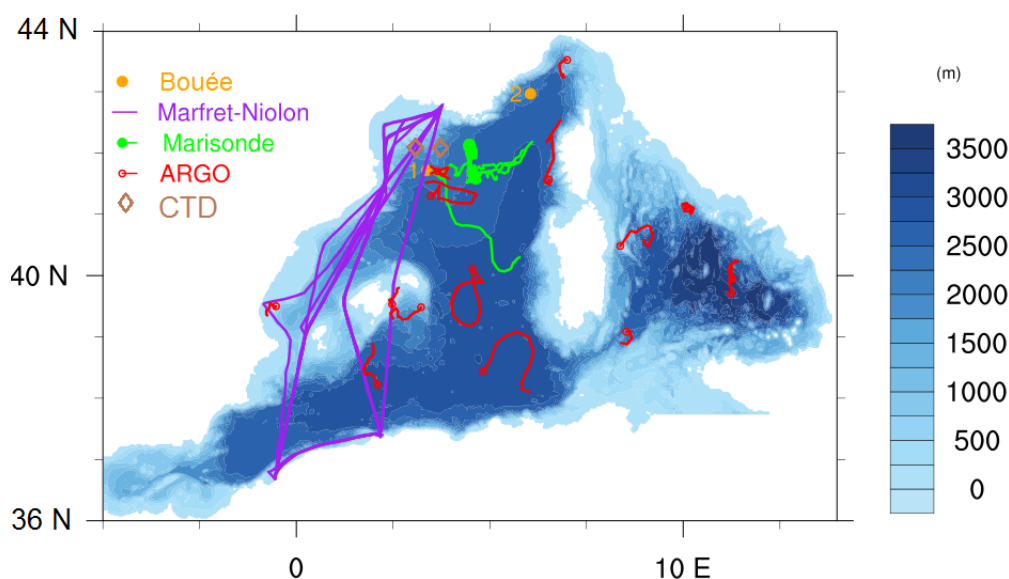 44 N
Bouée
Marfret-Niolon
Marisonde
ARGO
CTD
2
1
40 N
36 N
0
10 E
(m)
3500
3000
2500
2000
1500
1000
500
0